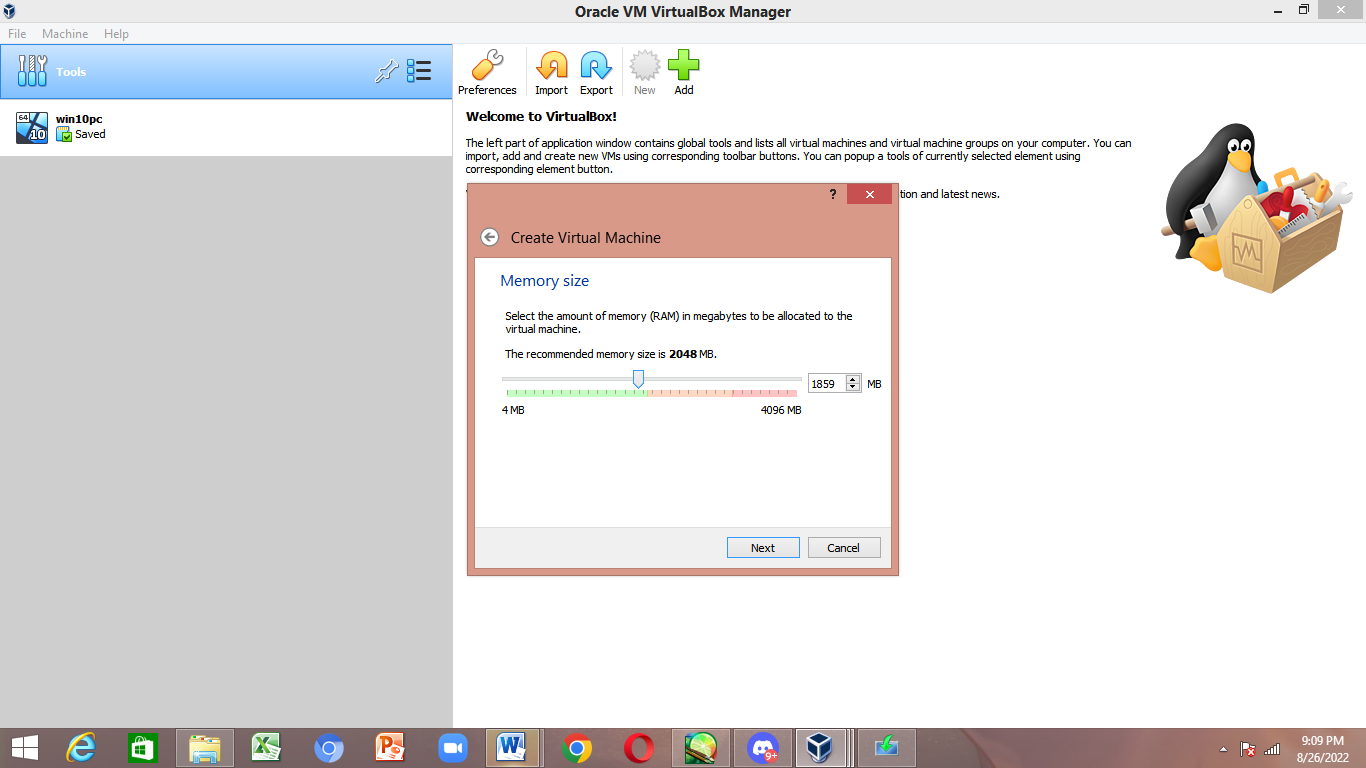 Oracle VM VirtualBox Manager
File Machine Help
Tools
Preferences Import Export New Add
64
10
win10pc
Saved
Welcome to VirtualBox!
The left part of application window contains global tools and lists all virtual machines and virtual machine groups on your computer. You can
import, add and create new VMs using corresponding toolbar buttons. You can popup a tools of currently selected element using
corresponding element button.
tion and latest news.
?
Create Virtual Machine
Memory size
Select the amount of memory (RAM) in megabytes to be allocated to the
virtual machine.
The recommended memory size is 2048 MB.
1859 MB
4 MB 4096 MB
Next Cancel
9+
9:09 PM
8/26/2022